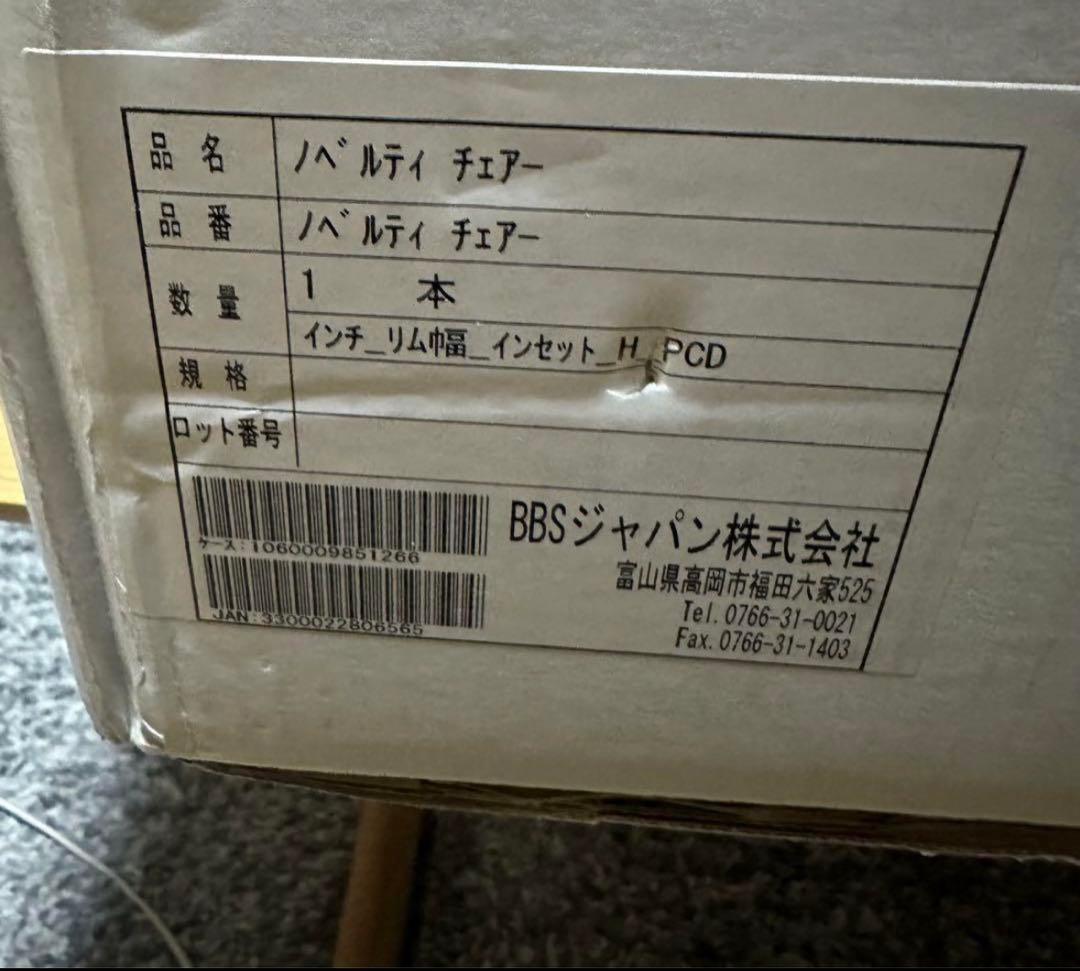 品 名 ノベルティ チェアー
品 番 ノベルティ チェアー
数 量 1 本
規 格 インチ_リム巾幅_インセット_H_PCD
ロット番号
ケース:1060009851266
JAN:3300022806565
BBSジャパン株式会社
富山県高岡市福田六家525
Tel. 0766-31-0021
Fax. 0766-31-1403